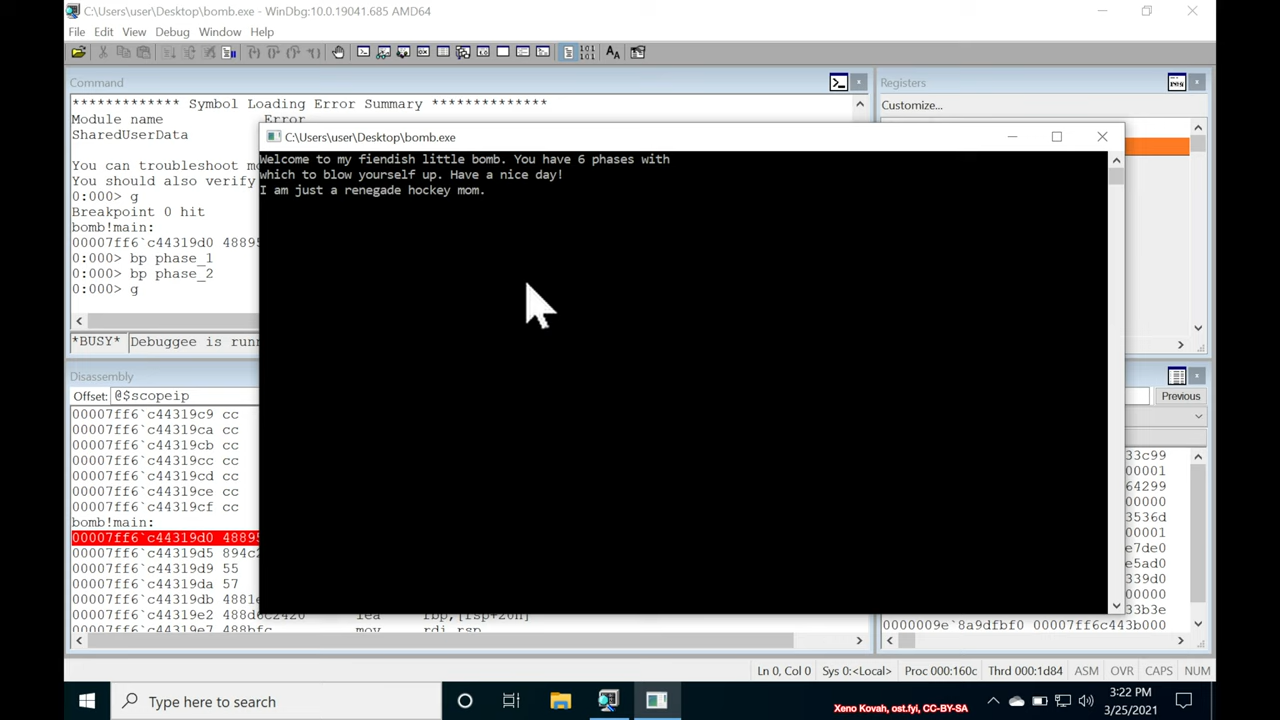 C:\Users\user\Desktop\bomb.exe - WinDbg:10.0.19041.685 AMD64
File Edit View Debug Window Help
Command
Registers
************* Symbol Loading Error Summary **************
Module name Error
SharedUserData
Customize...
C:\Users\user\Desktop\bomb.exe
Welcome to my fiendish little bomb. You have 6 phases with
which to blow yourself up. Have a nice day!
I am just a renegade hockey mom.
You can troubleshoot
You should also verify
0:000> g
Breakpoint 0 hit
bomb!main:
00007ff6`c44319d0 4889
0:000> bp phase_1
0:000> bp phase_2
0:000> g
*BUSY* Debuggee is
Disassembly
Offset: @$scopeip
Previous
00007ff6`c44319c9 cc
00007ff6`c44319ca cc
00007ff6`c44319cb cc
00007ff6`c44319cc cc
00007ff6`c44319cd cc
00007ff6`c44319ce cc
00007ff6`c44319cf cc
bomb!main:
00007ff6`c44319d0 4889
00007ff6`c44319d5 894c
00007ff6`c44319d9 55
00007ff6`c44319da 57
00007ff6`c44319db 4881
00007ff6`c44319e2 488d6c2420 lea rbp,[rsp+20h]
00007ff6`c44319e7 488bfc mov rdi,rsp
33c99
00001
64299
00000
3536d
e7de0
e5ad0
339d0
00000
33b3e
0000009e`8a9dfbf0 00007ff6c443b000
Ln 0, Col 0 Sys 0:<Local> Proc 000:160c Thrd 000:1d84 ASM OVR CAPS NUM
Type here to search
Xeno Kovah, ost.fyi, CC-BY-SA
3:22 PM
3/25/2021